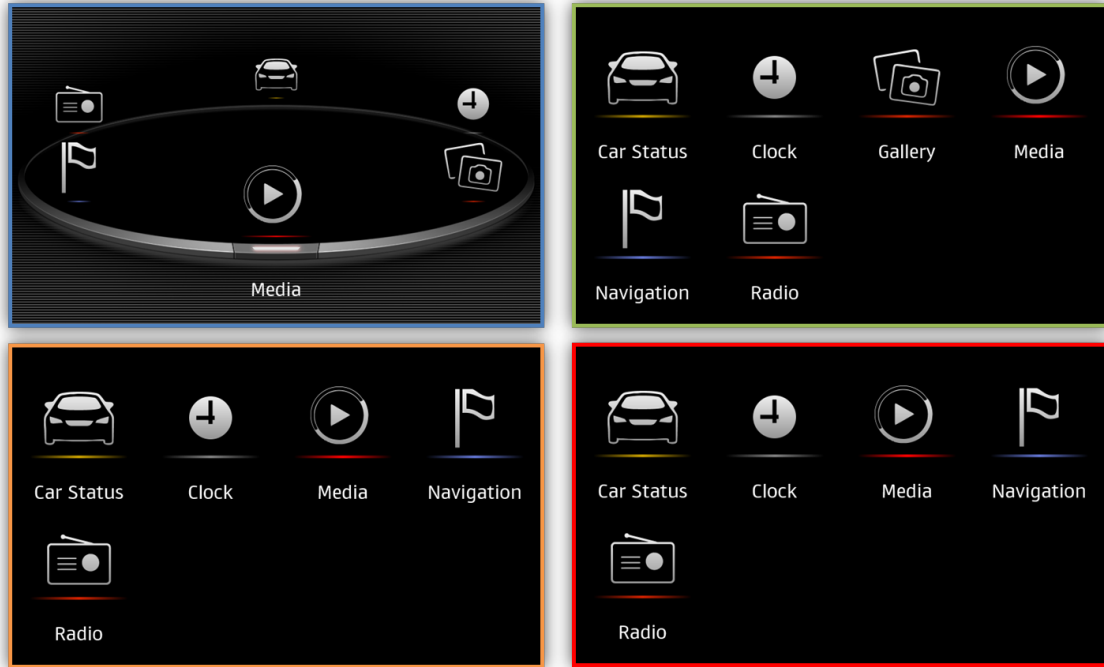 Media
Car Status Clock Gallery Media
Navigation Radio
Car Status Clock Media Navigation
Radio
Car Status Clock Media Navigation
Radio